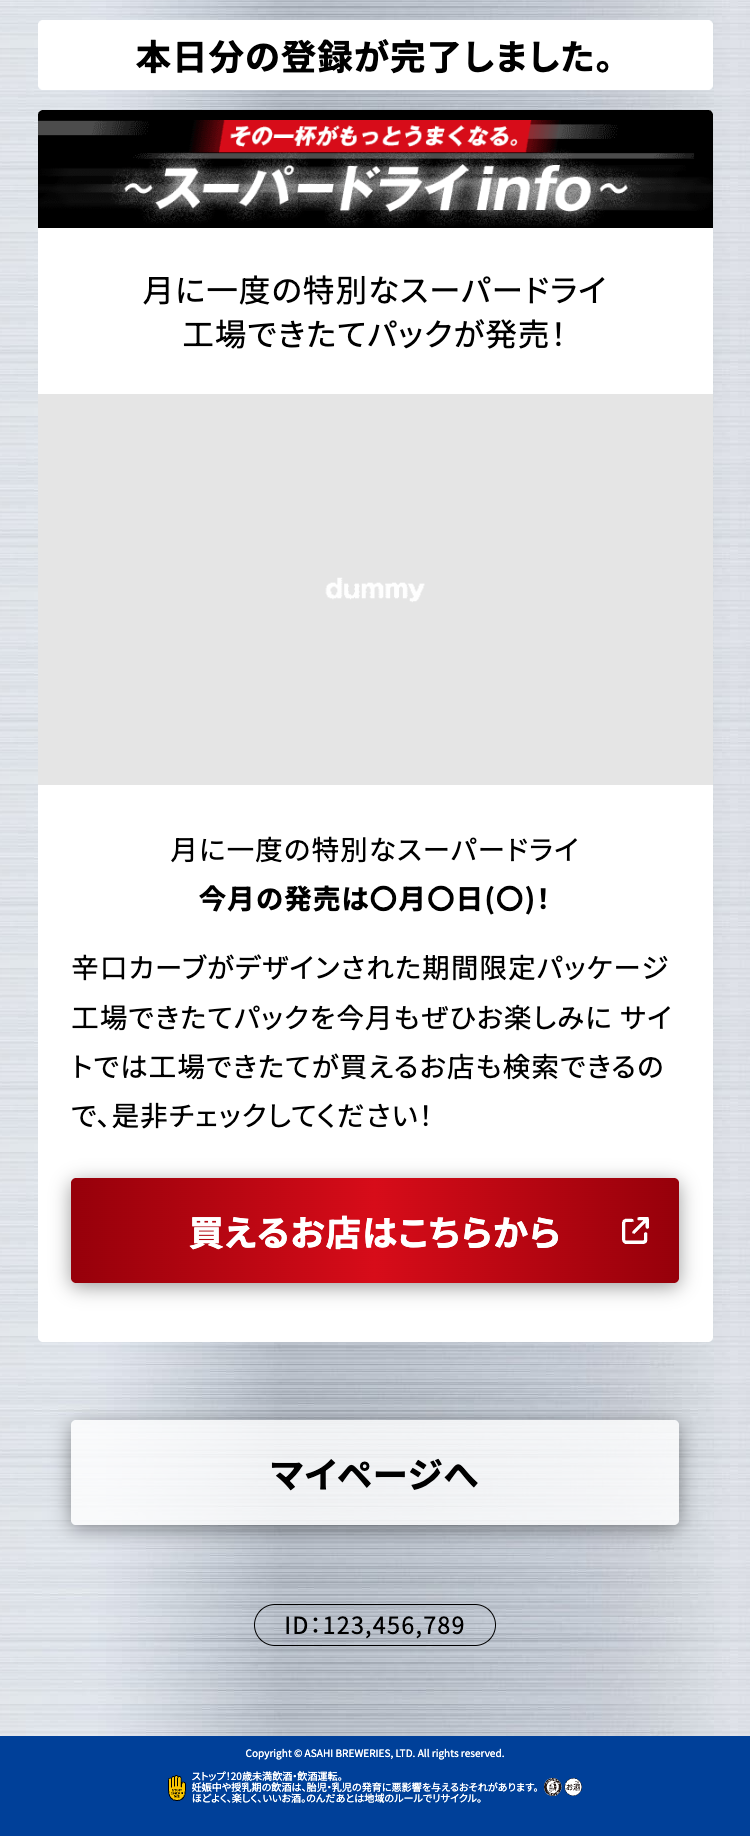 本日分の登録が完了しました。
その一杯がもっとうまくなる。
～スーパードライ info～
月に一度の特別なスーパードライ
工場できたてパックが発売！
dummy
月に一度の特別なスーパードライ
今月の発売は〇月〇日(〇)！
辛口カーブがデザインされた期間限定パッケージ
工場できたてパックを今月もぜひお楽しみに サイ
トでは工場できたてが買えるお店も検索できるの
で、是非チェックしてください！
買えるお店はこちらから
マイページへ
ID：123,456,789
Copyright © ASAHI BREWERIES, LTD. All rights reserved.
ストップ！20歳未満飲酒・飲酒運転。
妊娠中や授乳期の飲酒は、胎児・乳児の発育に悪影響を与えるおそれがあります。
お酒
ほどよく、楽しく、いいお酒。のんだあとは地域のルールでリサイクル。